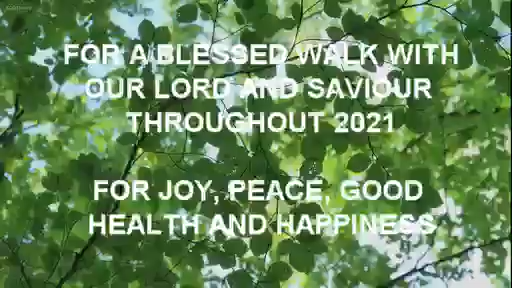 FOR A BLESSED WALK WITH
OUR LORD AND SAVIOUR
THROUGHOUT 2021
FOR JOY, PEACE, GOOD
HEALTH AND HAPPINESS